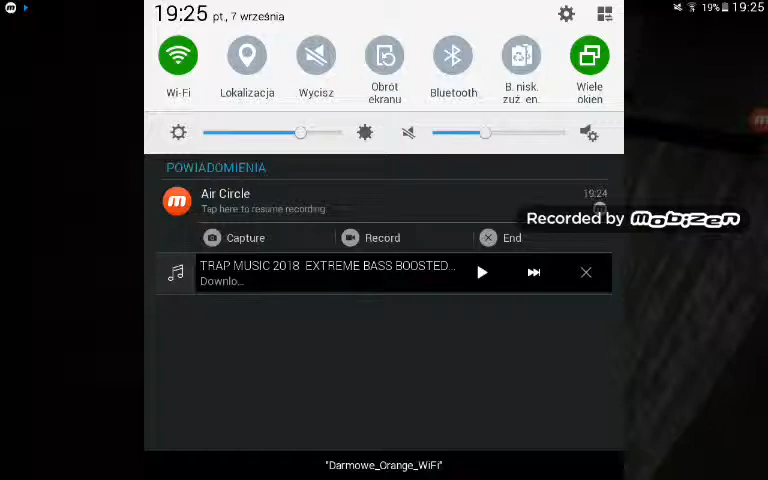 19:25 pt., 7 września
19% 19:25
Wi-Fi
Lokalizacja
Wycisz
Obrót
ekranu
Bluetooth
B. nisk.
zuż. en.
Wiele
okien
POWIADOMIENIA
Air Circle
19:24
Tap here to resume recording
Recorded by mobizen
Capture
Record
End
TRAP MUSIC 2018 EXTREME BASS BOOSTED...
Downlo...
"Darmowe_Orange_WiFi"